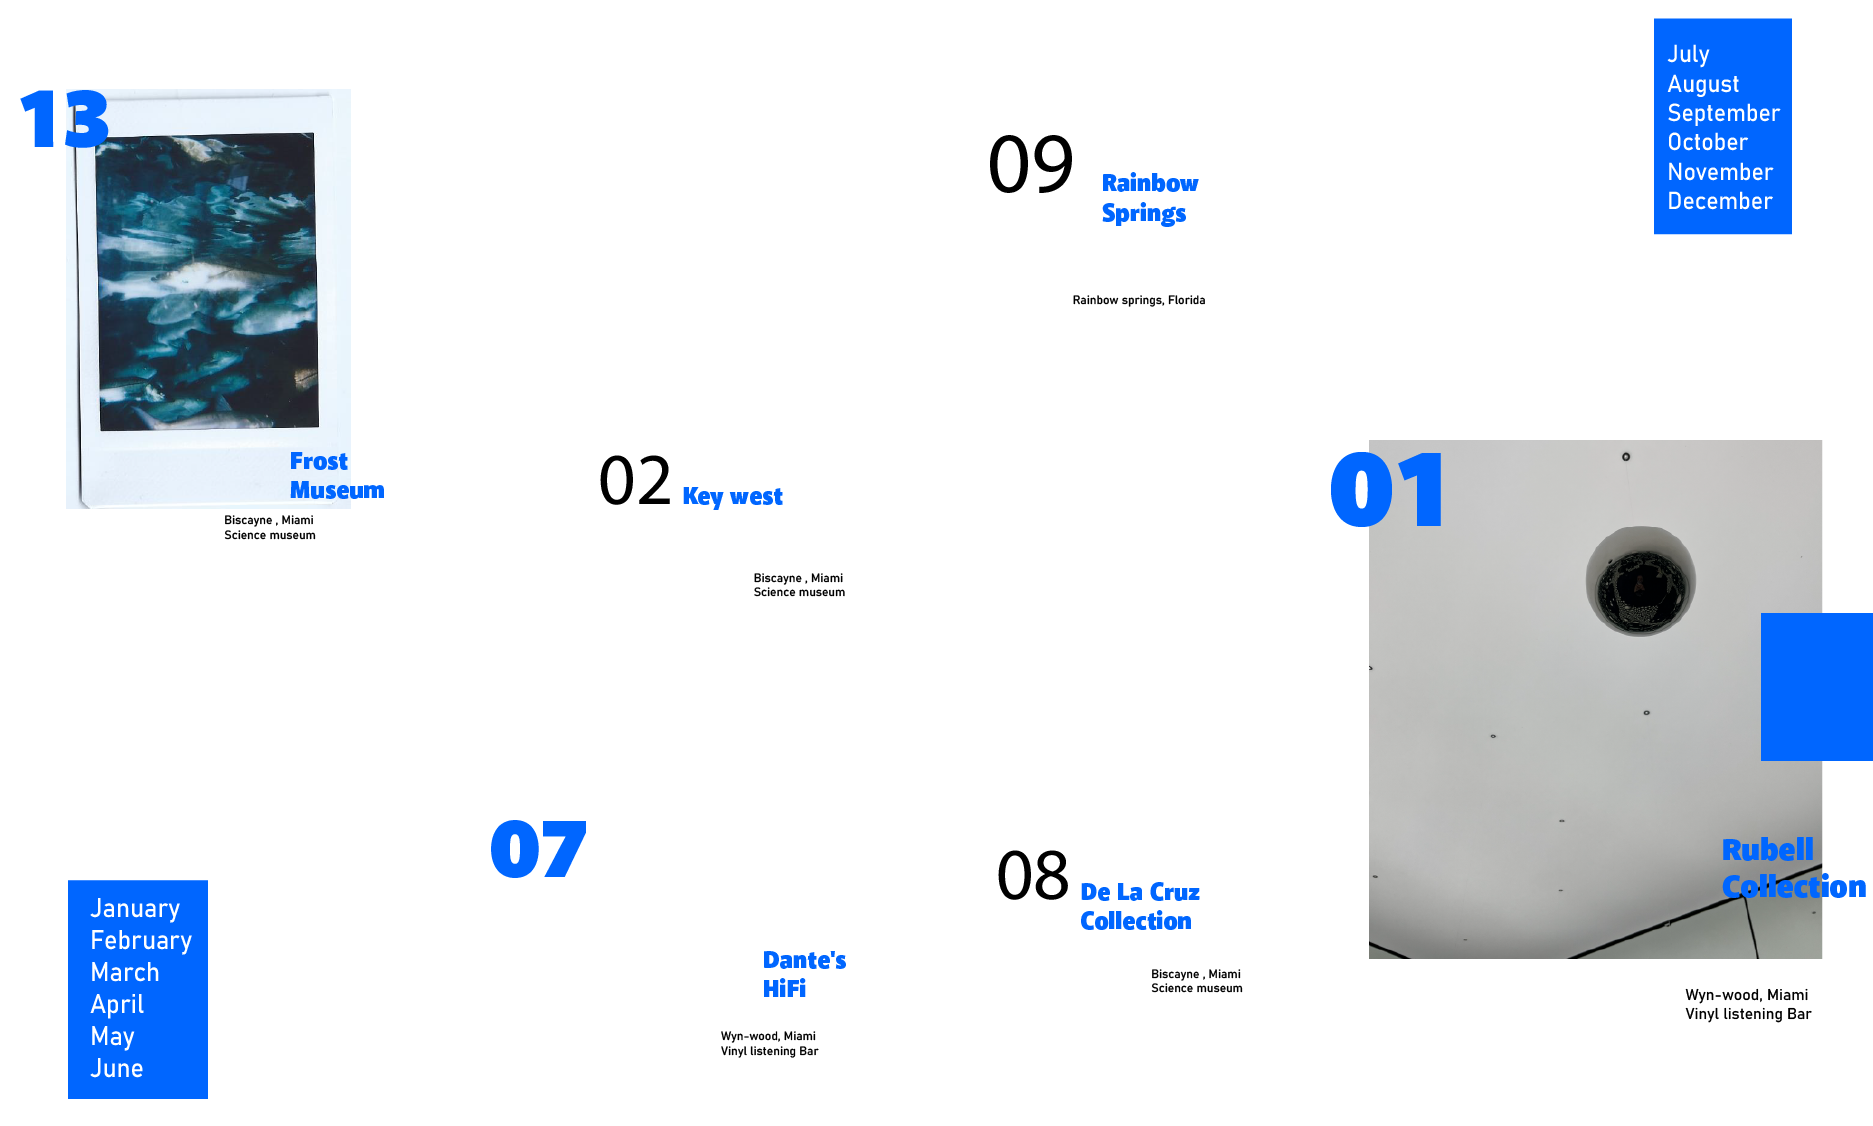 13
Frost
Museum
Biscayne , Miami
Science museum
09
Rainbow
Springs
Rainbow springs, Florida
July
August
September
October
November
December
02
Key west
Biscayne , Miami
Science museum
01
Rubell
Collection
Wyn-wood, Miami
Vinyl listening Bar
07
Dante's
HiFi
Wyn-wood, Miami
Vinyl listening Bar
08
De La Cruz
Collection
Biscayne , Miami
Science museum
January
February
March
April
May
June